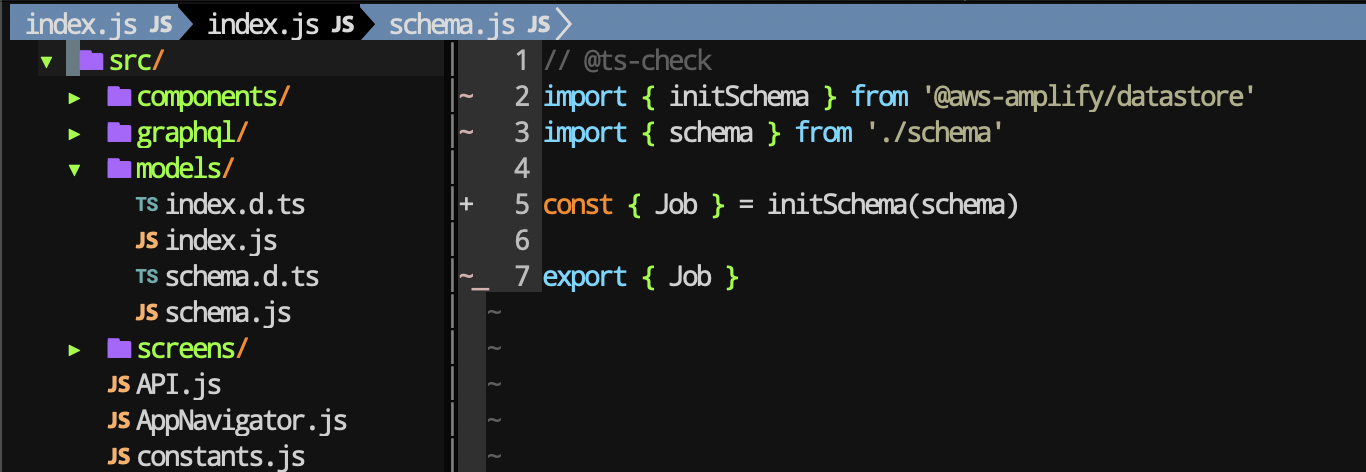 index.js JS index.js JS schema.js JS
▼ src/
▶ components/
▶ graphql/
▼ models/
TS index.d.ts
JS index.js
TS schema.d.ts
JS schema.js
▶ screens/
JS API.js
JS AppNavigator.js
JS constants.js
1 // @ts-check
~ 2 import { initSchema } from '@aws-amplify/datastore'
~ 3 import { schema } from './schema'
4
+ 5 const { Job } = initSchema(schema)
6
~_ 7 export { Job }
~
~
~
~
~